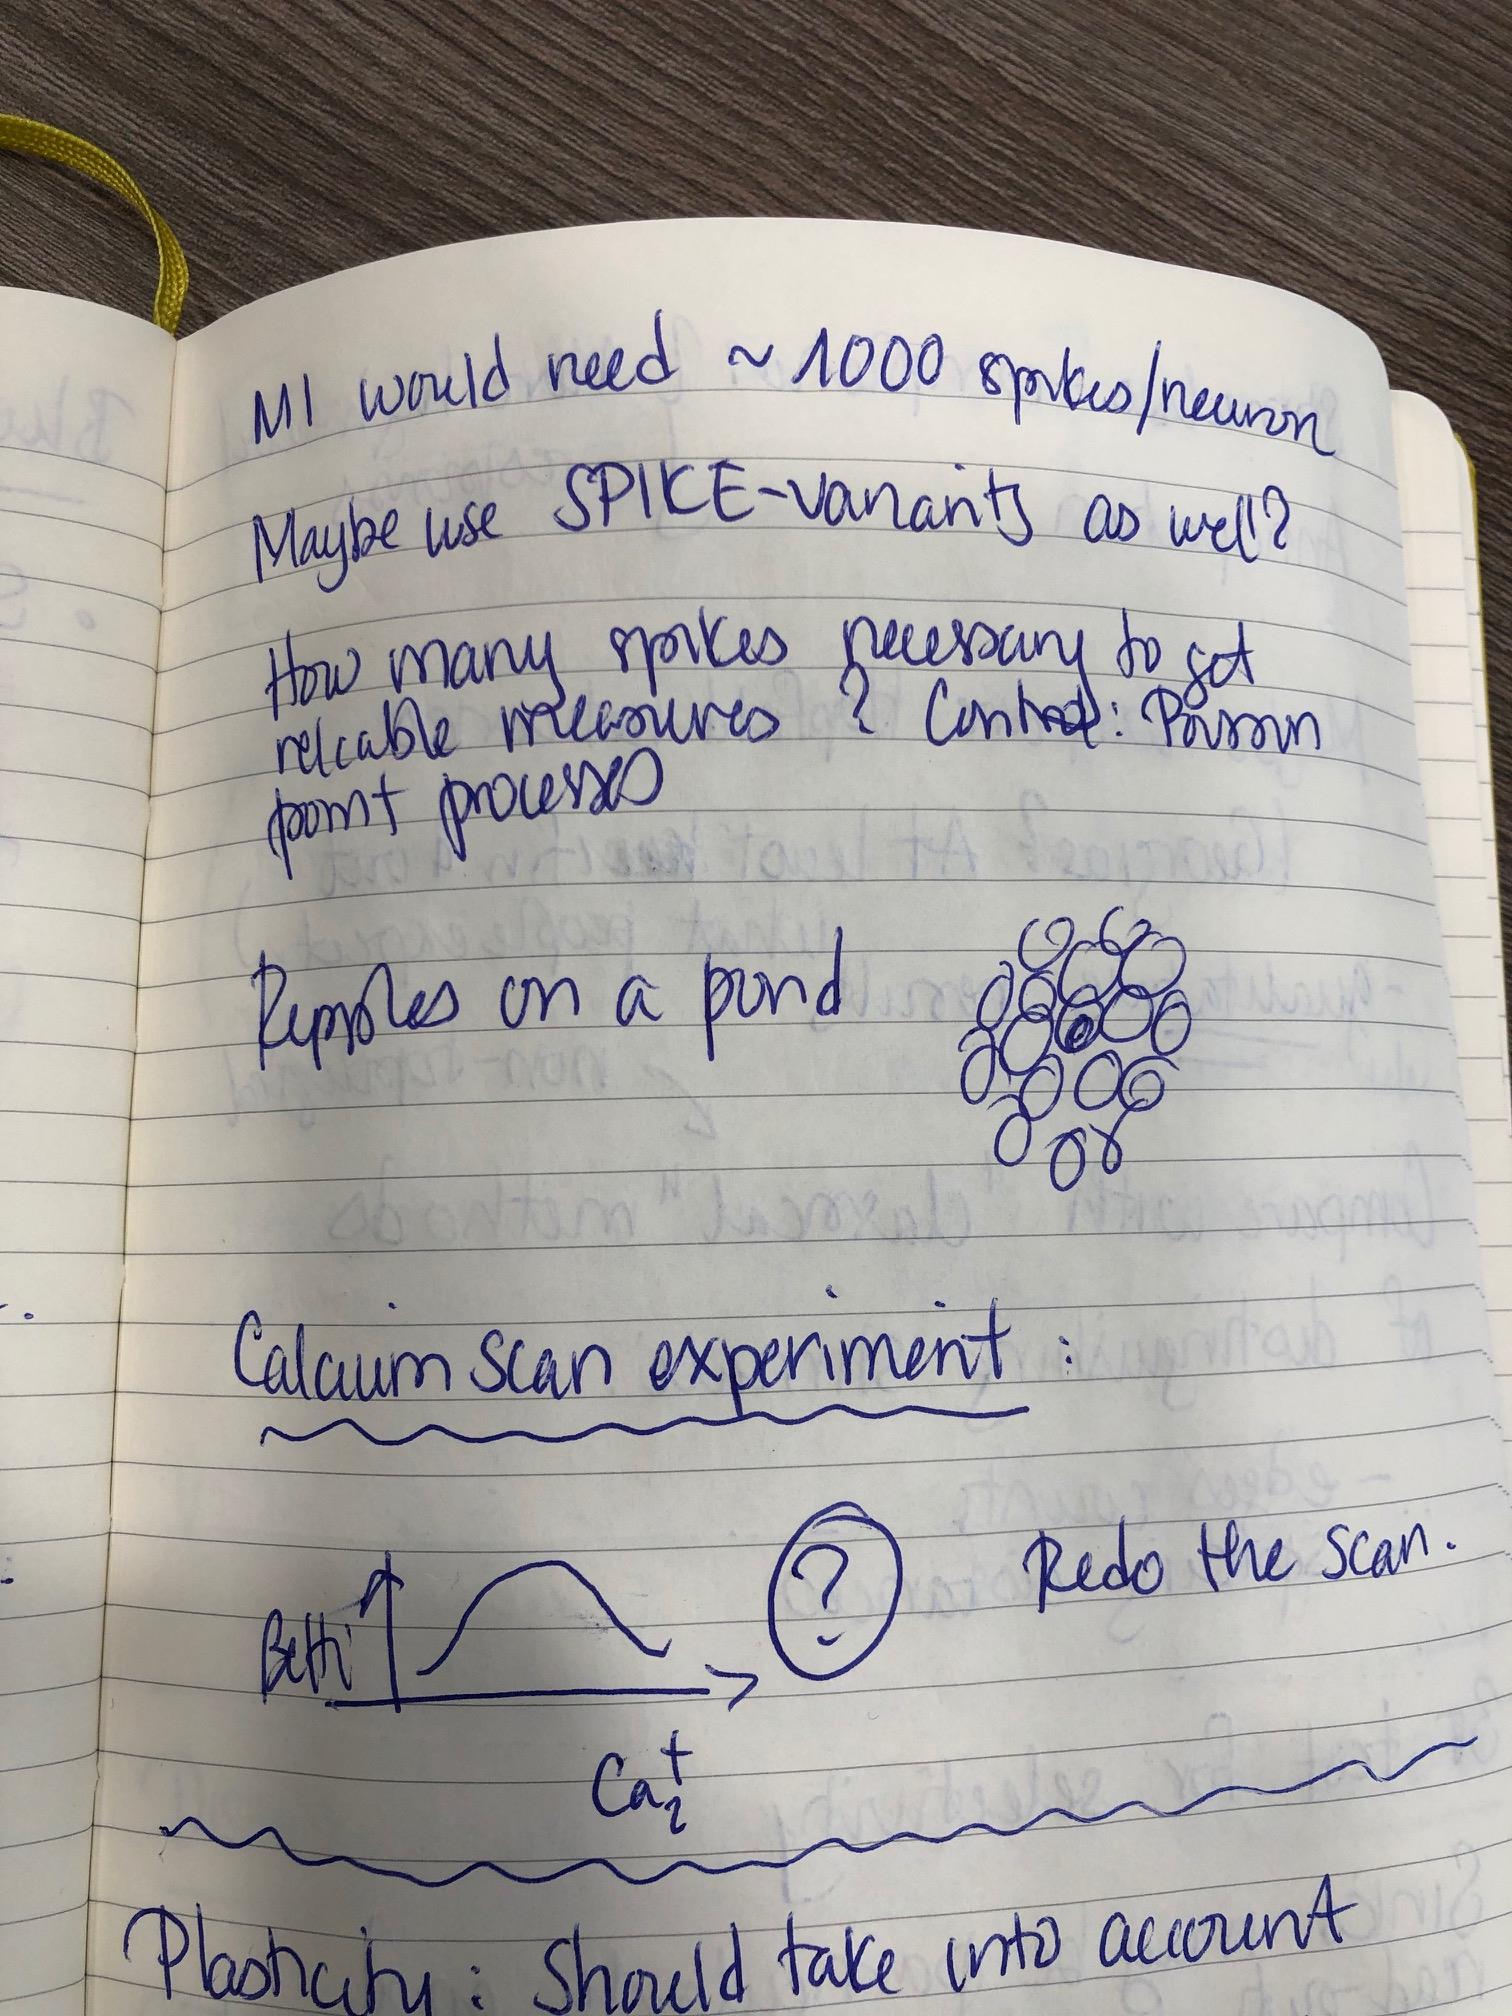 MI would need ~ 1000 spikes/neuron
Maybe use SPIKE-variants as well?
How many spikes necessary to get
reliable measures? Control: Poisson
point processes
Ripples on a pond
Calcium Scan experiment:
Beth
?
Redo the scan.
Ca
Plasticity: Should take into account